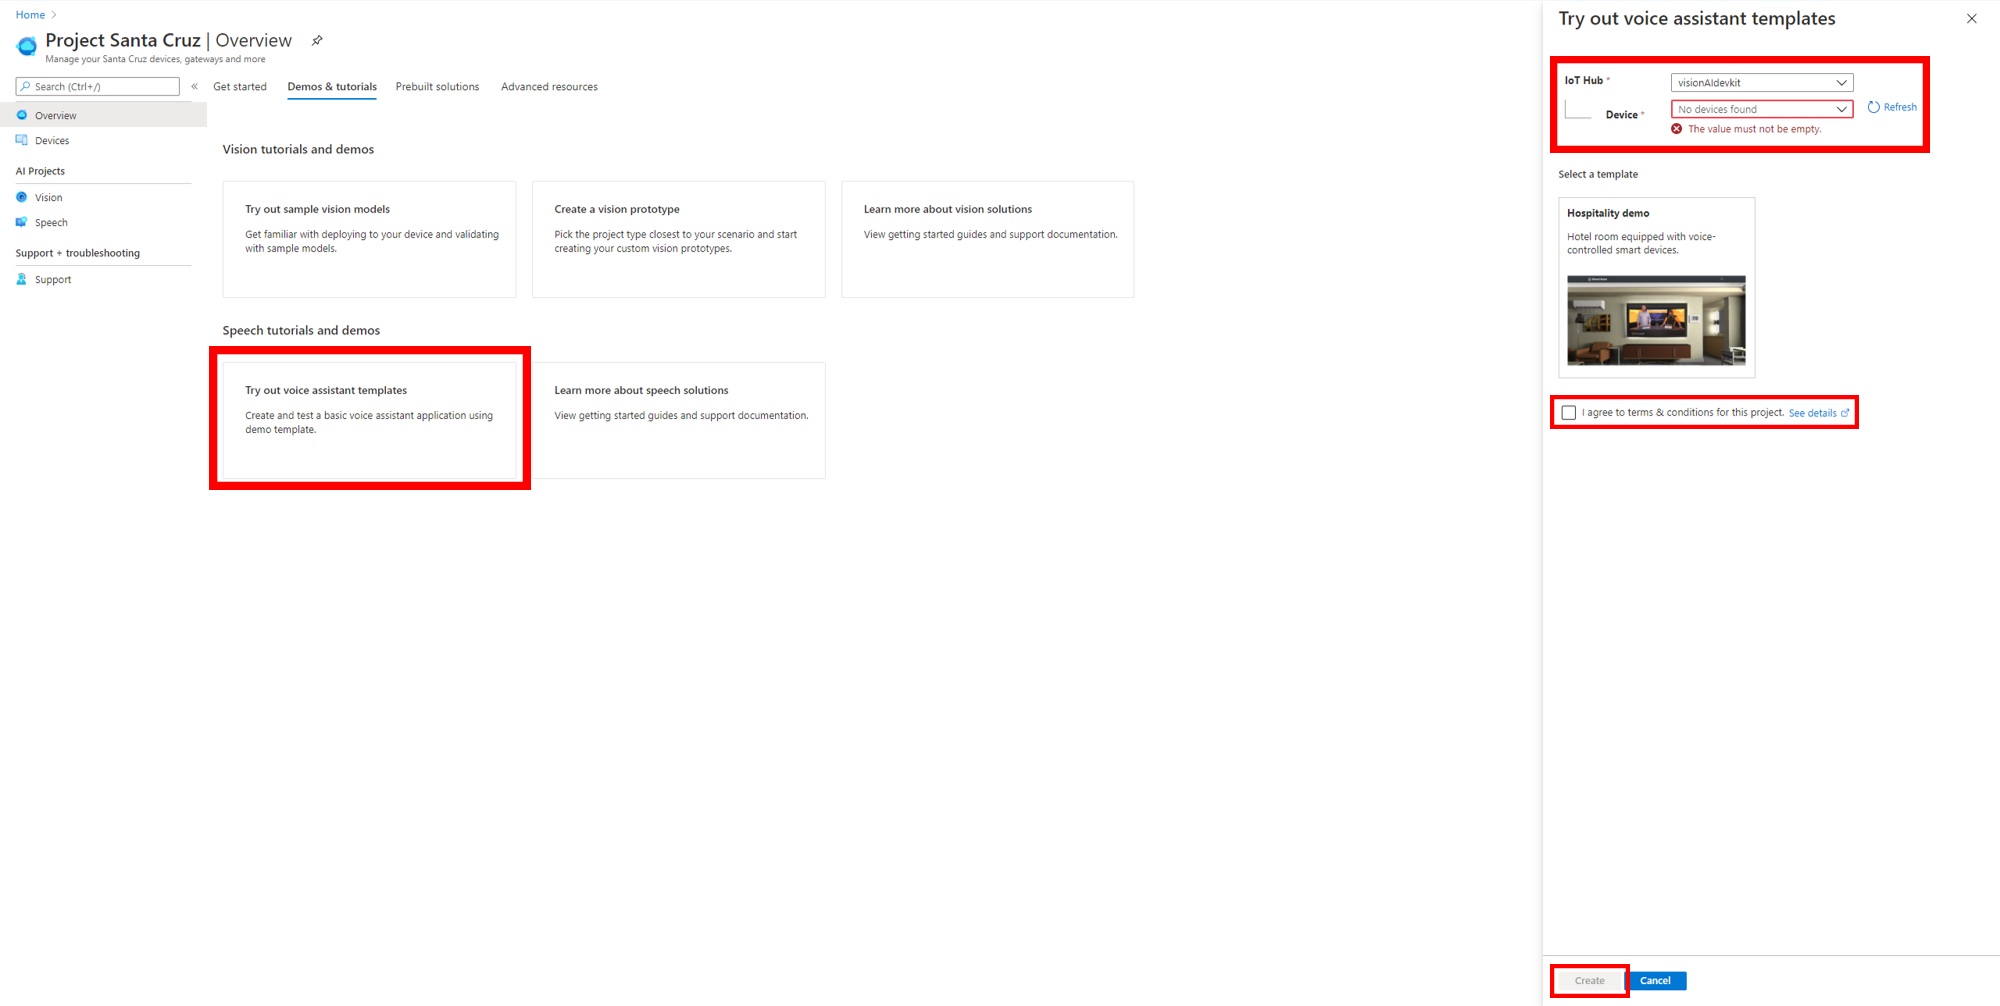 Home
Project Santa Cruz | Overview
Manage your Santa Cruz devices, gateways and more
Search (Ctrl+/)
«
Overview
Devices
AI Projects
Vision
Speech
Support + troubleshooting
Support
Get started
Demos & tutorials
Prebuilt solutions
Advanced resources
Vision tutorials and demos
Try out sample vision models
Get familiar with deploying to your device and validating
with sample models.
Create a vision prototype
Pick the project type closest to your scenario and start
creating your custom vision prototypes.
Learn more about vision solutions
View getting started guides and support documentation.
Speech tutorials and demos
Try out voice assistant templates
Create and test a basic voice assistant application using
demo template.
Learn more about speech solutions
View getting started guides and support documentation.
Try out voice assistant templates
IoT Hub *
visionAIdevkit
Device *
No devices found
Refresh
The value must not be empty.
Select a template
Hospitality demo
Hotel room equipped with voice-
controlled smart devices.
I agree to terms & conditions for this project. See details
Create
Cancel